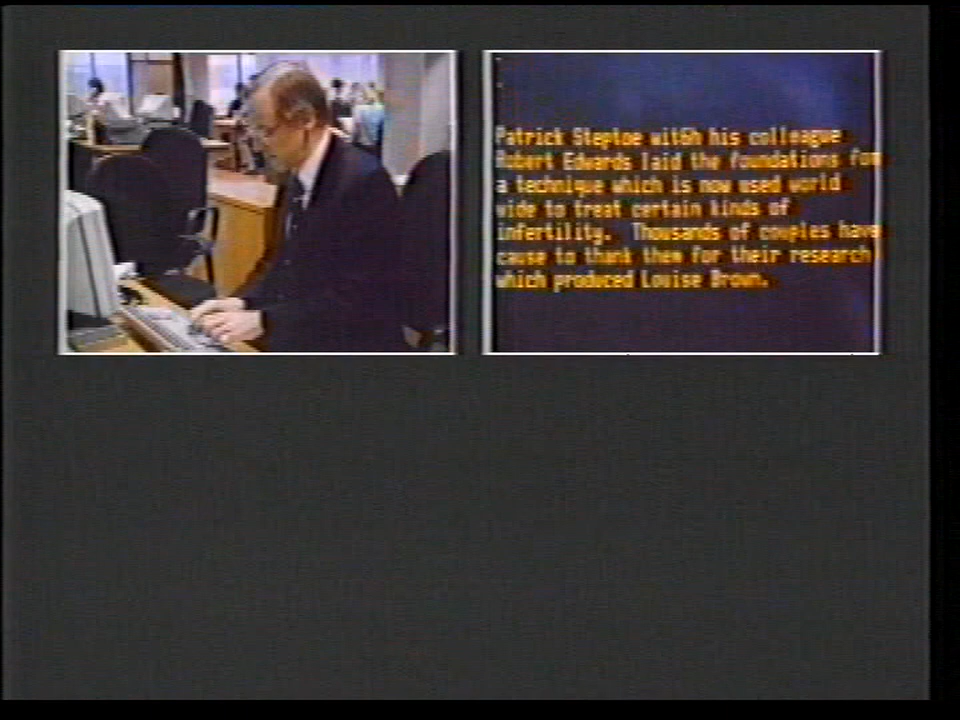 Patrick Steptoe with his colleague
Robert Edwards laid the foundations for
a technique which is now used world
wide to treat certain kinds of
infertility. Thousands of couples have
cause to thank them for their research
which produced Louise Brown.